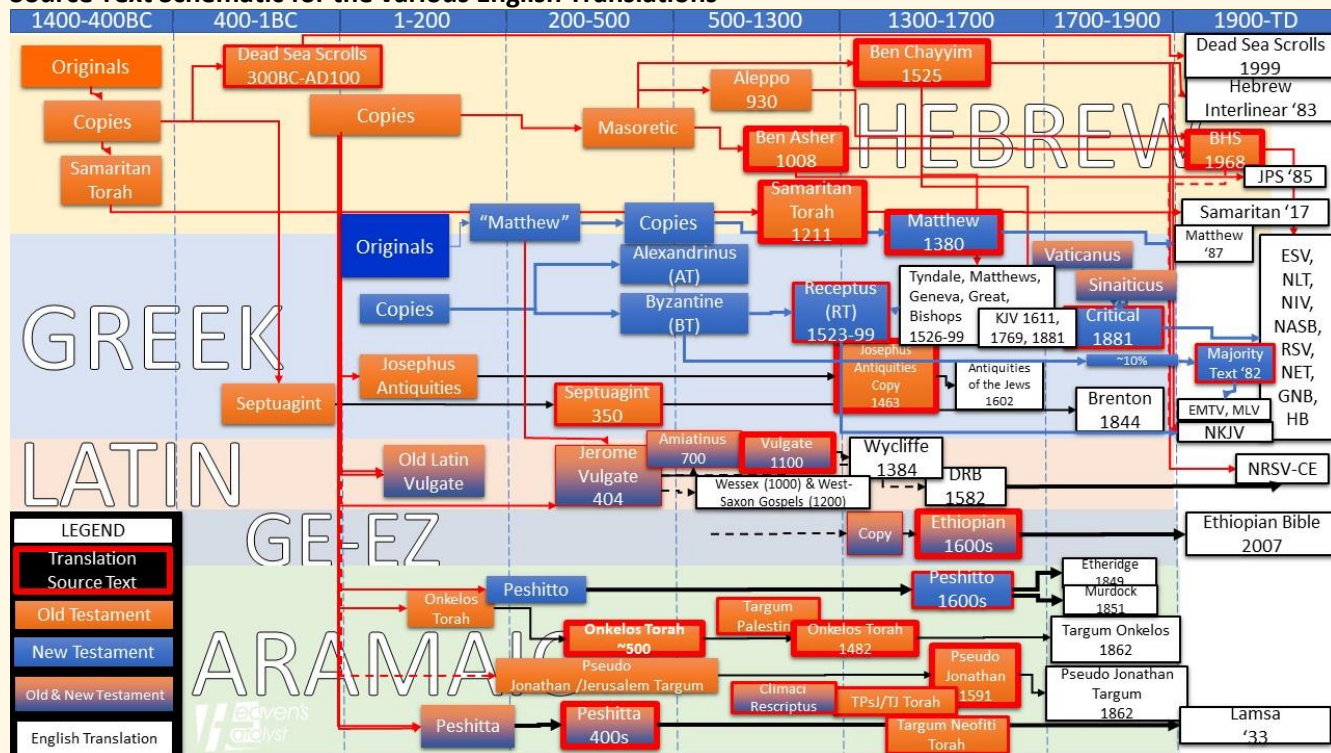 Source Text Schematic for the Various English Translations
1400-400BC
400-1BC
1-200
200-500
500-1300
1300-1700
1700-1900
1900-TD
HEBREW
Originals
Copies
Samaritan
Torah
Dead Sea Scrolls
300BC-AD100
Copies
Masoretic
Aleppo
930
Ben Asher
1008
Samaritan
Torah
1211
Ben Chayyim
1525
Dead Sea Scrolls
1999
Hebrew
Interlinear ‘83
BHS
1968
JPS ‘85
Samaritan ‘17
“Matthew”
Copies
Matthew
1380
Matthew
‘87
GREEK
Originals
Copies
Alexandrinus
(AT)
Byzantine
(BT)
Receptus
(RT)
1523-99
Tyndale, Matthews,
Geneva, Great,
Bishops
1526-99
KJV 1611,
1769, 1881
Vaticanus
Sinaiticus
Critical
1881
~10%
Majority
Text ‘82
ESV,
NLT,
NIV,
NASB,
RSV,
NET,
GNB,
HB
EMTV, MLV
NKJV
Josephus
Antiquities
Josephus
Antiquities
Copy
1463
Antiquities
of the Jews
1602
Septuagint
Septuagint
350
Brenton
1844
LATIN
Old Latin
Vulgate
Jerome
Vulgate
404
Amiatinus
700
Vulgate
1100
Wycliffe
1384
Wessex (1000) & West-
Saxon Gospels (1200)
DRB
1582
NRSV-CE
GE-EZ
Copy
Ethiopian
1600s
Ethiopian Bible
2007
ARAMAIC
Peshitto
Peshitto
1600s
Etheridge
1849
Murdock
1851
Onkelos
Torah
Onkelos Torah
~500
Targum
Onkelos Torah
1482
Targum Onkelos
1862
Pseudo
Jonathan /Jerusalem Targum
Pseudo
Jonathan
1591
Pseudo Jonathan
Targum
1862
Climaci
Rescriptus
TPsJ/TJ Torah
Peshitta
Peshitta
400s
Targum Neofiti
Torah
Lamsa
‘33
LEGEND
Translation
Source Text
Old Testament
New Testament
Old & New Testament
English Translation
Heaven's
Catalyst